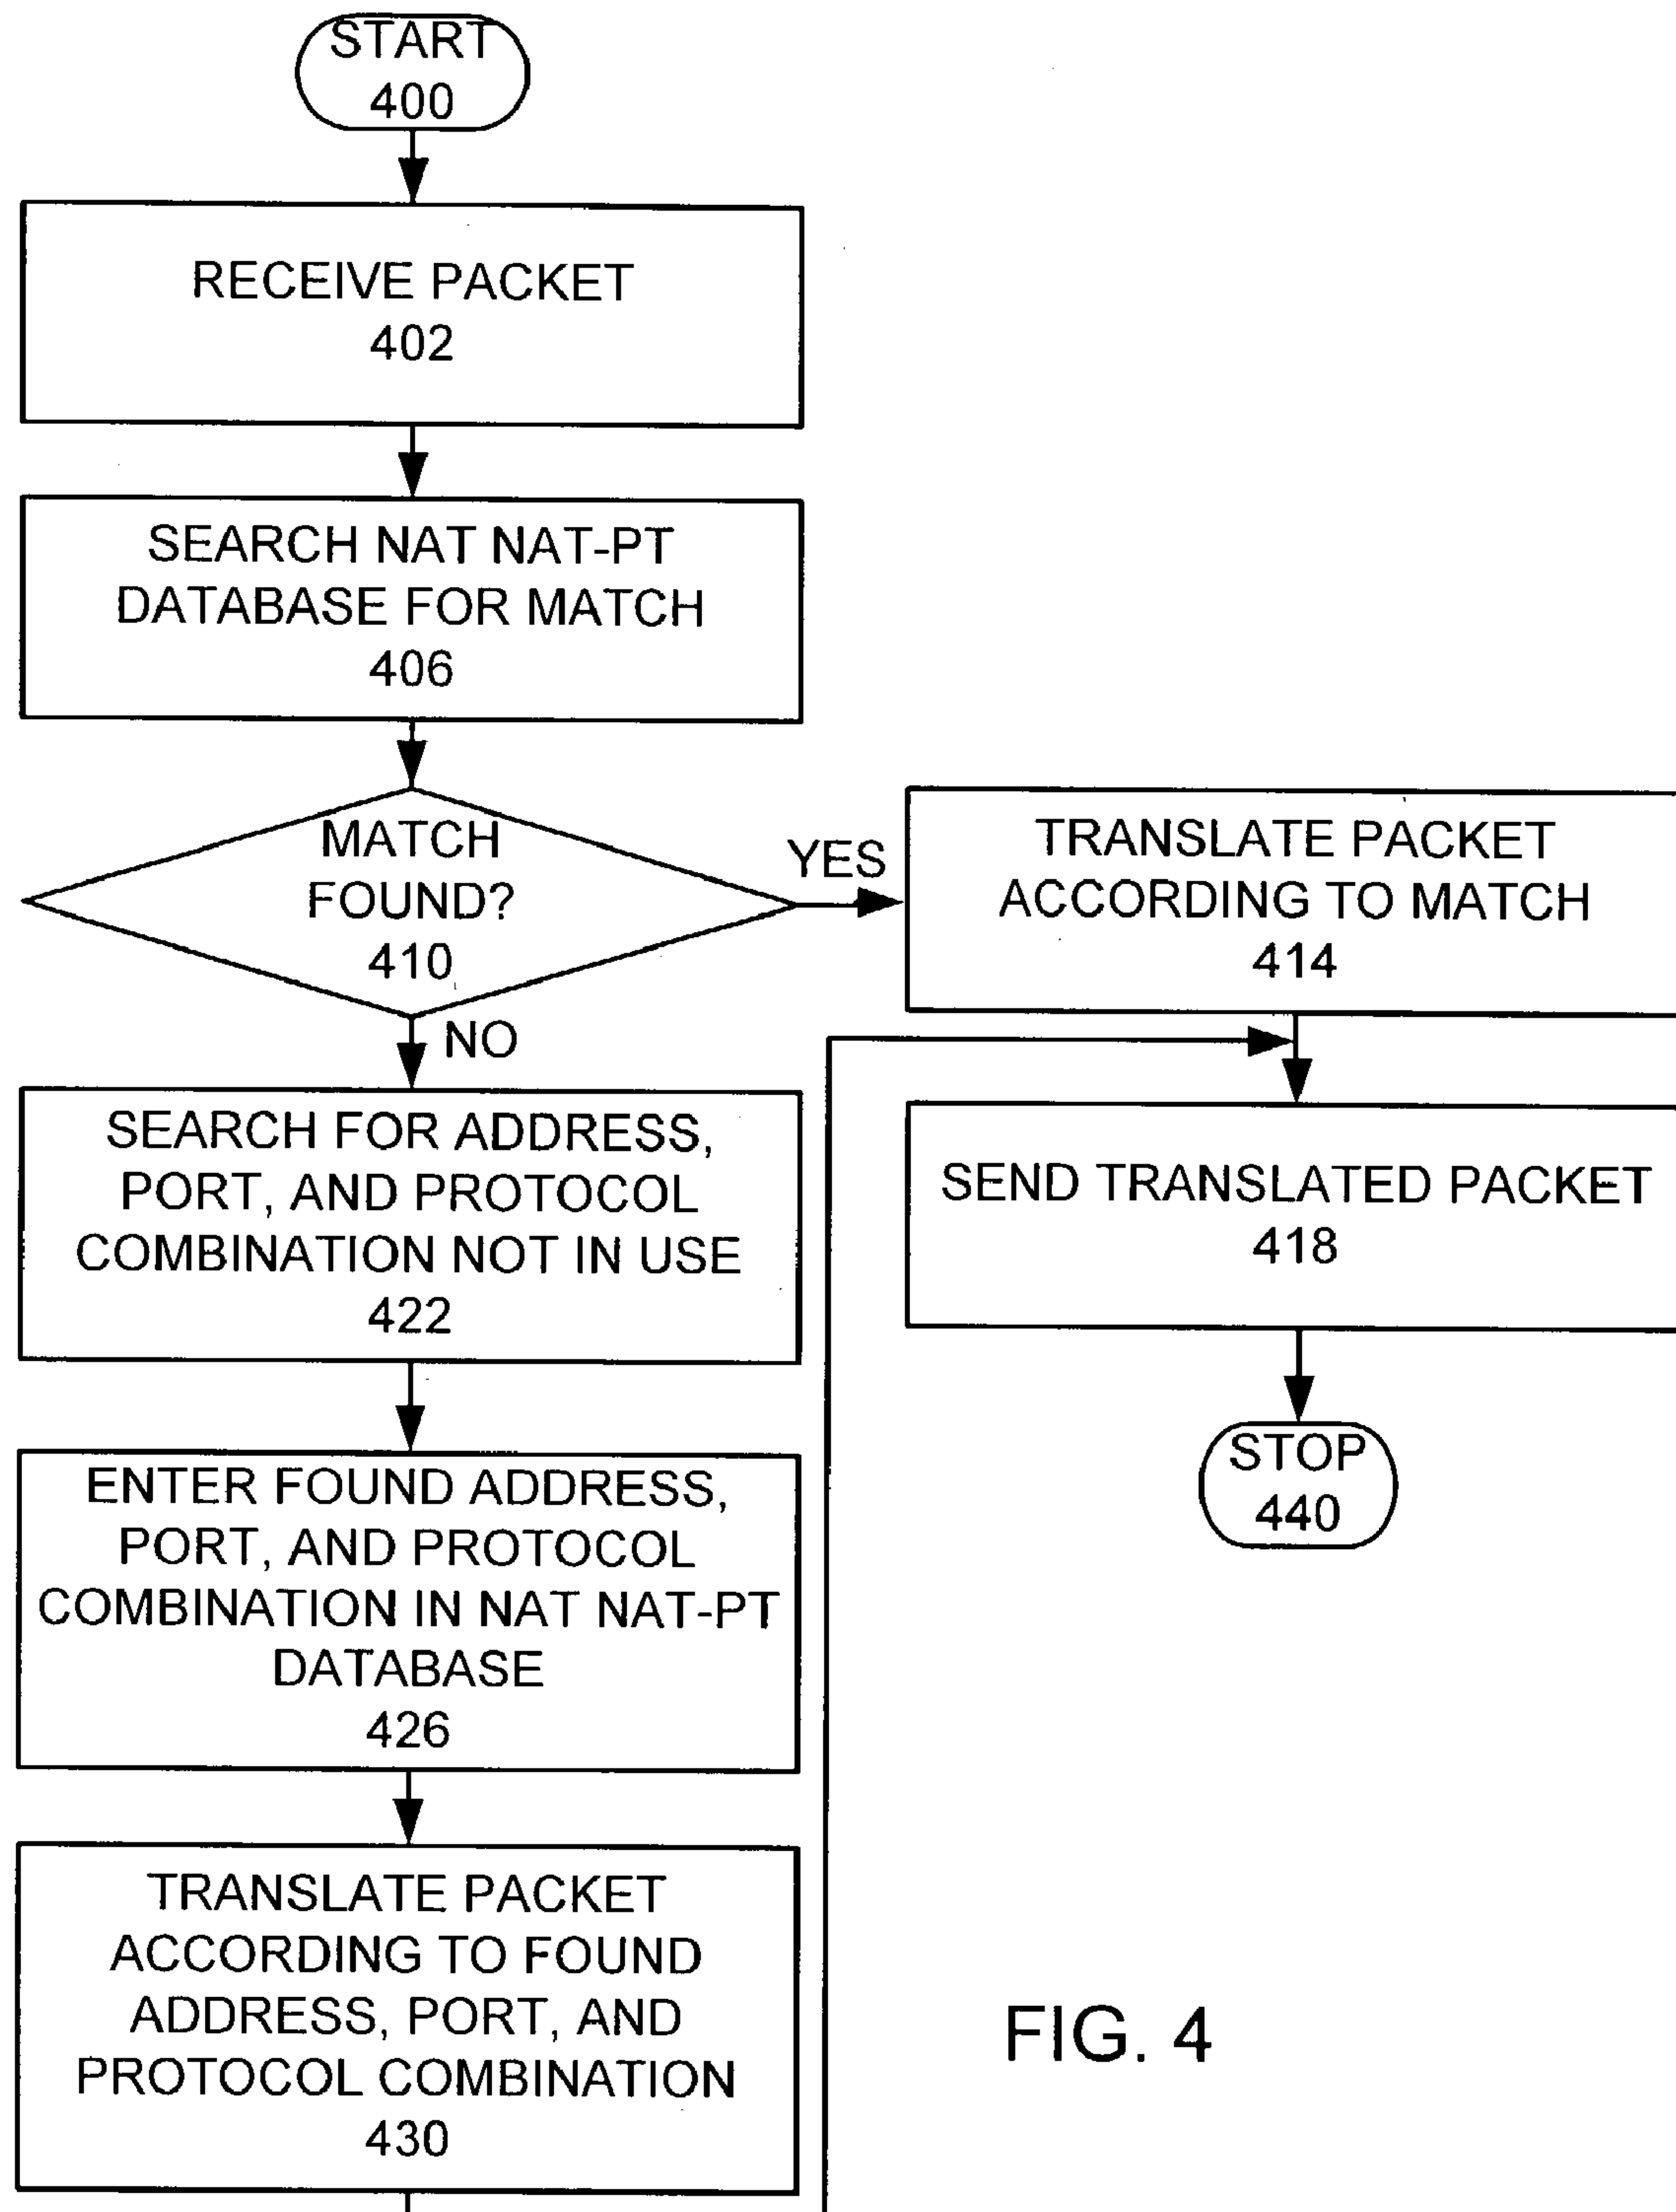 START
400
RECEIVE PACKET
402
SEARCH NAT NAT-PT
DATABASE FOR MATCH
406
MATCH
FOUND?
410
YES
NO
TRANSLATE PACKET
ACCORDING TO MATCH
414
SEND TRANSLATED PACKET
418
STOP
440
SEARCH FOR ADDRESS,
PORT, AND PROTOCOL
COMBINATION NOT IN USE
422
ENTER FOUND ADDRESS,
PORT, AND PROTOCOL
COMBINATION IN NAT NAT-PT
DATABASE
426
TRANSLATE PACKET
ACCORDING TO FOUND
ADDRESS, PORT, AND
PROTOCOL COMBINATION
430
FIG. 4